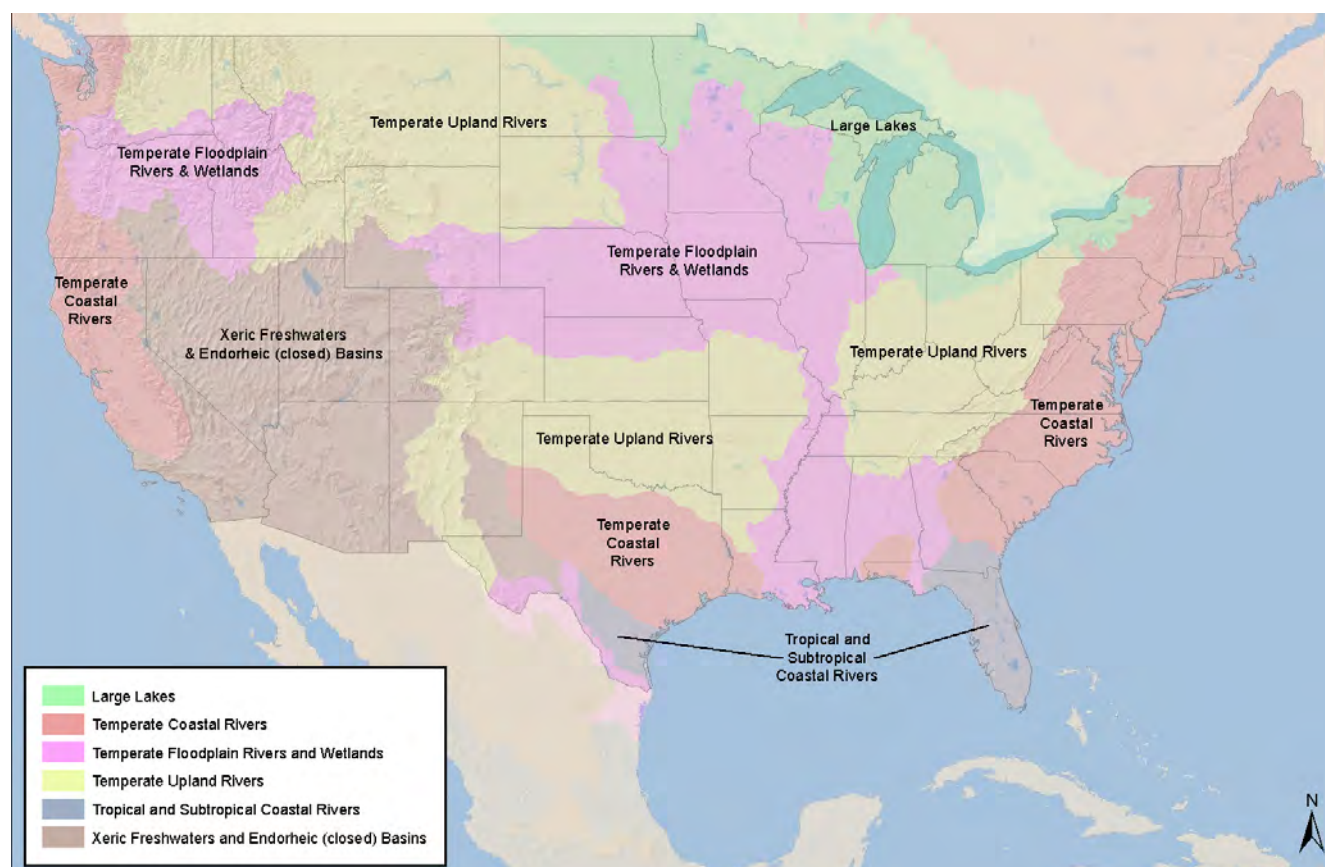 Temperate Upland Rivers
Large Lakes
Temperate Floodplain
Rivers & Wetlands
Temperate Floodplain
Rivers & Wetlands
Temperate
Coastal
Rivers
Xeric Freshwaters
& Endorheic (closed) Basins
Temperate Upland Rivers
Temperate
Coastal
Rivers
Temperate Upland Rivers
Temperate
Coastal
Rivers
Tropical and
Subtropical
Coastal Rivers
Large Lakes
Temperate Coastal Rivers
Temperate Floodplain Rivers and Wetlands
Temperate Upland Rivers
Tropical and Subtropical Coastal Rivers
Xeric Freshwaters and Endorheic (closed) Basins
N